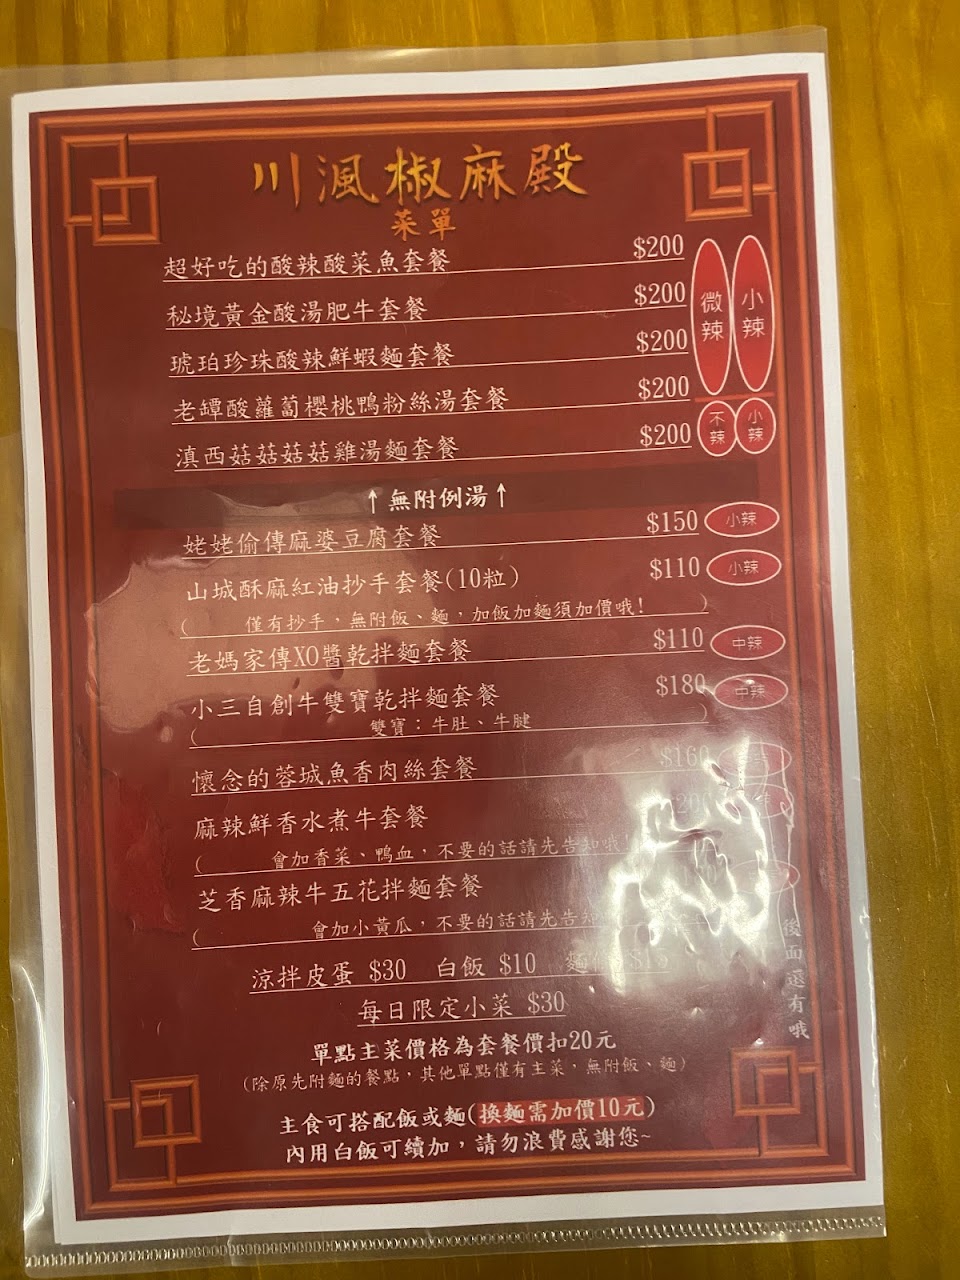 川渢椒麻殿
菜單
超好吃的酸辣酸菜魚套餐 $200
秘境黃金酸湯肥牛套餐 $200
琥珀珍珠酸辣鮮蝦麵套餐 $200
微辣 小辣
老罈酸蘿蔔櫻桃鴨粉絲湯套餐 $200
滇西菇菇菇菇雞湯麵套餐 $200
不辣 小辣
↑無附例湯↑
姥姥偷傳麻婆豆腐套餐 $150 小辣
山城酥麻紅油抄手套餐(10粒) $110 小辣
(僅有抄手，無附飯、麵，加飯加麵須加價哦!)
老媽家傳XO醬乾拌麵套餐 $110 中辣
小三自創牛雙寶乾拌麵套餐 $180 中辣
(雙寶：牛肚、牛腱)
懷念的蓉城魚香肉絲套餐 $160
麻辣鮮香水煮牛套餐
(會加香菜、鴨血，不要的話請先告知哦!
芝香麻辣牛五花拌麵套餐
(會加小黃瓜，不要的話請先告知
後面還有哦
涼拌皮蛋 $30 白飯 $10 麵 $15
每日限定小菜 $30
單點主菜價格為套餐價扣20元
(除原先附麵的餐點，其他單點僅有主菜，無附飯、麵)
主食可搭配飯或麵(換麵需加價10元)
內用白飯可續加，請勿浪費感謝您~